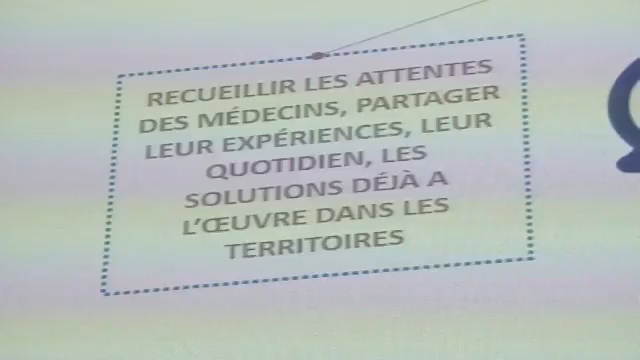 RECUEILLIR LES ATTENTES
DES MÉDECINS, PARTAGER
LEUR EXPÉRIENCES, LEUR
QUOTIDIEN, LES
SOLUTIONS DÉJÀ A
L'ŒUVRE DANS LES
TERRITOIRES